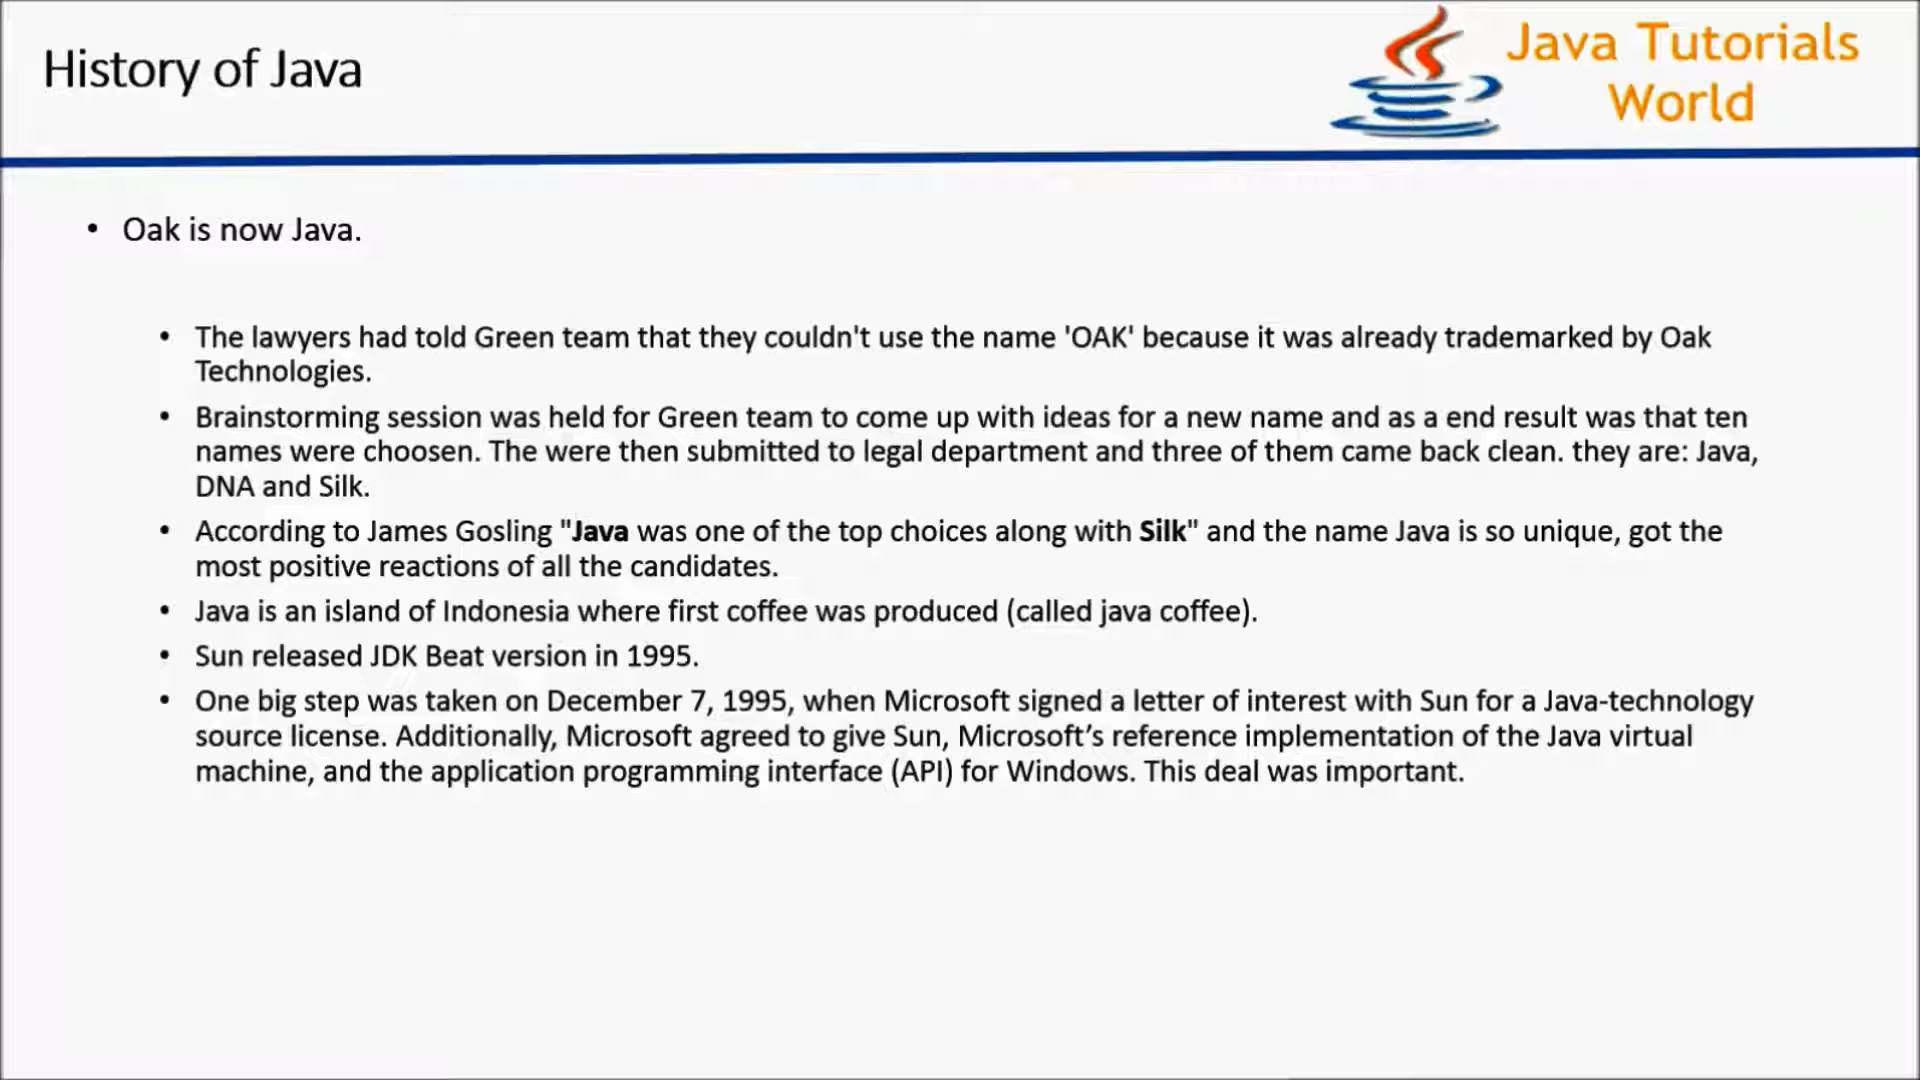 History of Java
Java Tutorials
World
• Oak is now Java.
• The lawyers had told Green team that they couldn't use the name 'OAK' because it was already trademarked by Oak
Technologies.
• Brainstorming session was held for Green team to come up with ideas for a new name and as a end result was that ten
names were choosen. The were then submitted to legal department and three of them came back clean. they are: Java,
DNA and Silk.
• According to James Gosling "Java was one of the top choices along with Silk" and the name Java is so unique, got the
most positive reactions of all the candidates.
• Java is an island of Indonesia where first coffee was produced (called java coffee).
• Sun released JDK Beat version in 1995.
• One big step was taken on December 7, 1995, when Microsoft signed a letter of interest with Sun for a Java-technology
source license. Additionally, Microsoft agreed to give Sun, Microsoft’s reference implementation of the Java virtual
machine, and the application programming interface (API) for Windows. This deal was important.